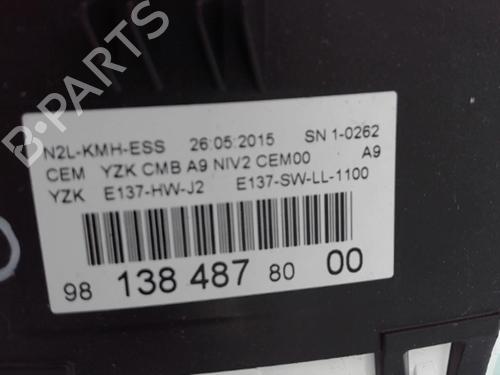 N2L-KMH-ESS 26:05:2015 SN 1-0262
CEM YZK CMB A9 NIV2 CEM00 A9
YZK E137-HW-J2 E137-SW-LL-1100
98 138 487 80 00